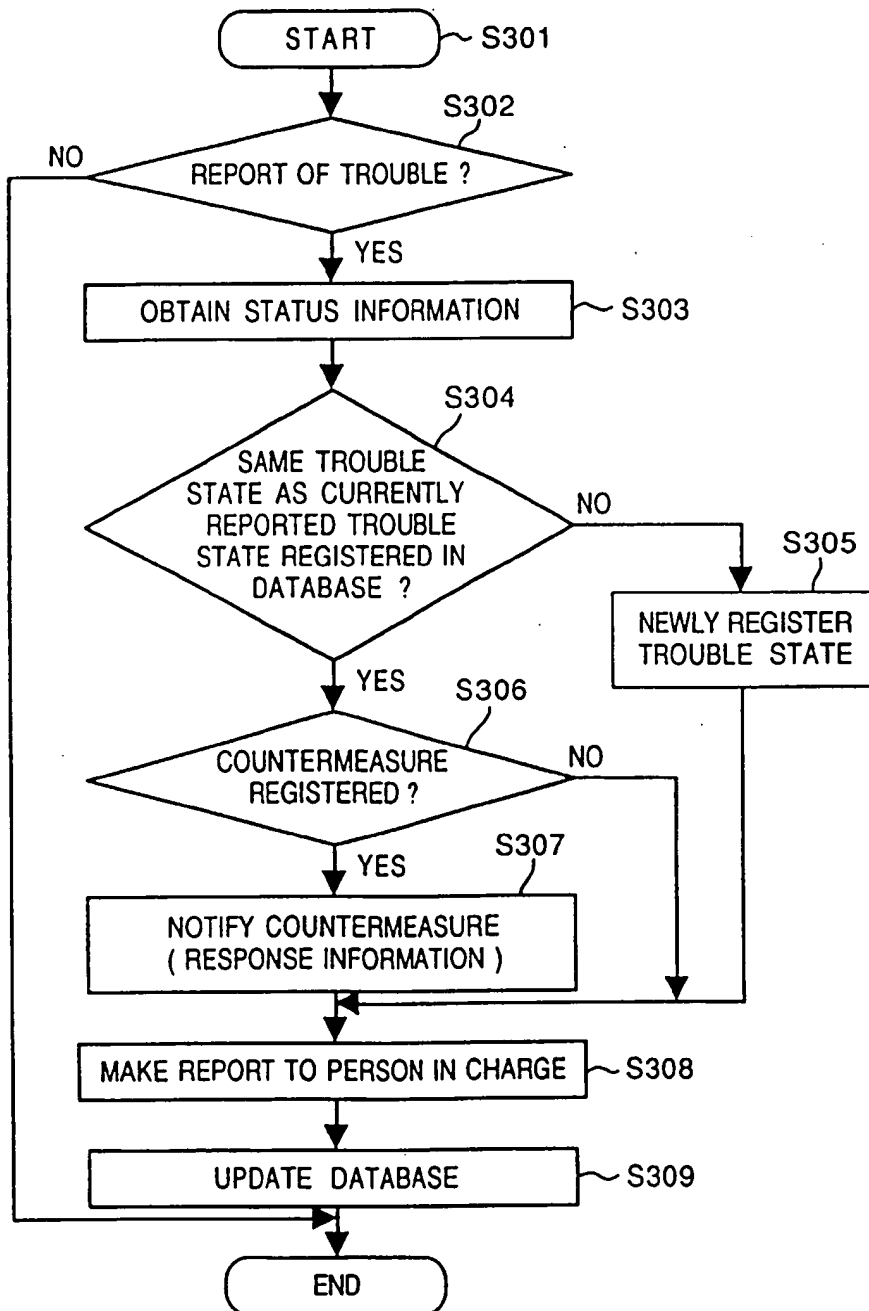 START
S301
S302
NO
REPORT OF TROUBLE ?
YES
OBTAIN STATUS INFORMATION
S303
S304
SAME TROUBLE
STATE AS CURRENTLY
REPORTED TROUBLE
STATE REGISTERED IN
DATABASE ?
NO
S305
NEWLY REGISTER
TROUBLE STATE
YES
S306
COUNTERMEASURE
REGISTERED ?
NO
YES
S307
NOTIFY COUNTERMEASURE
( RESPONSE INFORMATION )
MAKE REPORT TO PERSON IN CHARGE
S308
UPDATE DATABASE
S309
END